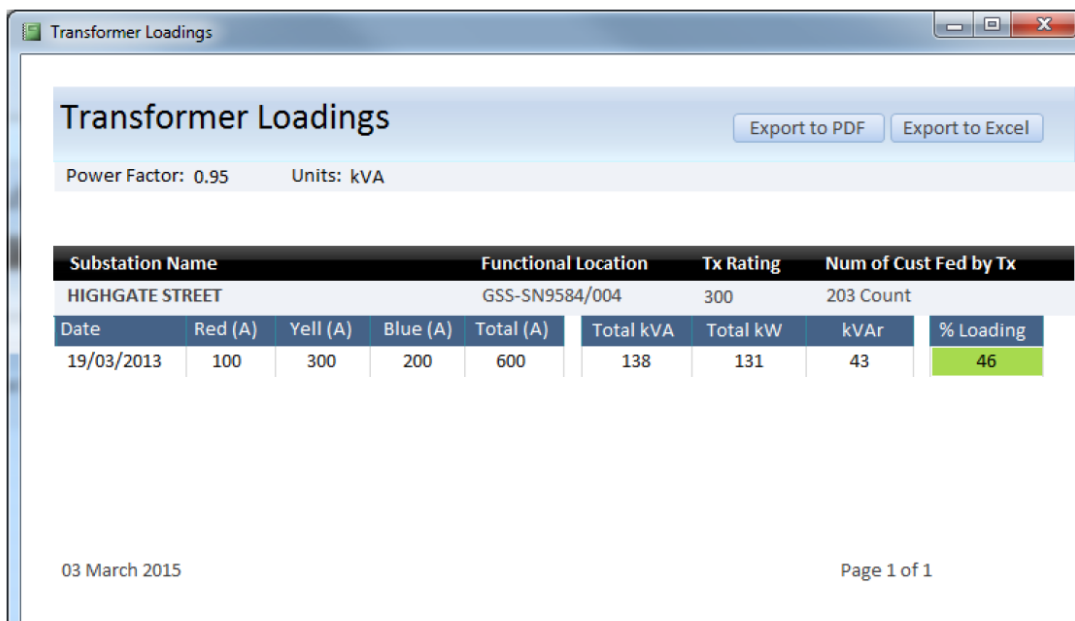 Transformer Loadings
Transformer Loadings
Export to PDF Export to Excel
Power Factor: 0.95 Units: kVA
Substation Name Functional Location Tx Rating Num of Cust Fed by Tx
HIGHGATE STREET GSS-SN9584/004 300 203 Count
Date Red (A) Yell (A) Blue (A) Total (A) Total kVA Total kW kVAr % Loading
19/03/2013 100 300 200 600 138 131 43 46
03 March 2015 Page 1 of 1